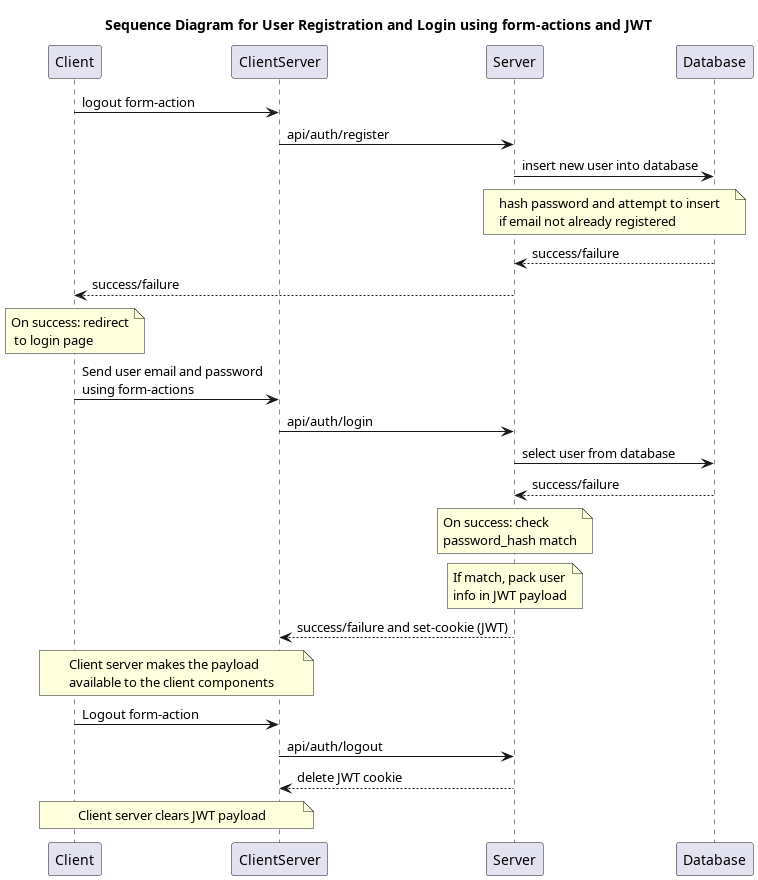 Sequence Diagram for User Registration and Login using form-actions and JWT
Client
ClientServer
Server
Database
logout form-action
api/auth/register
insert new user into database
hash password and attempt to insert
if email not already registered
success/failure
success/failure
On success: redirect
to login page
Send user email and password
using form-actions
api/auth/login
select user from database
success/failure
On success: check
password_hash match
If match, pack user
info in JWT payload
success/failure and set-cookie (JWT)
Client server makes the payload
available to the client components
Logout form-action
api/auth/logout
delete JWT cookie
Client server clears JWT payload
Client
ClientServer
Server
Database